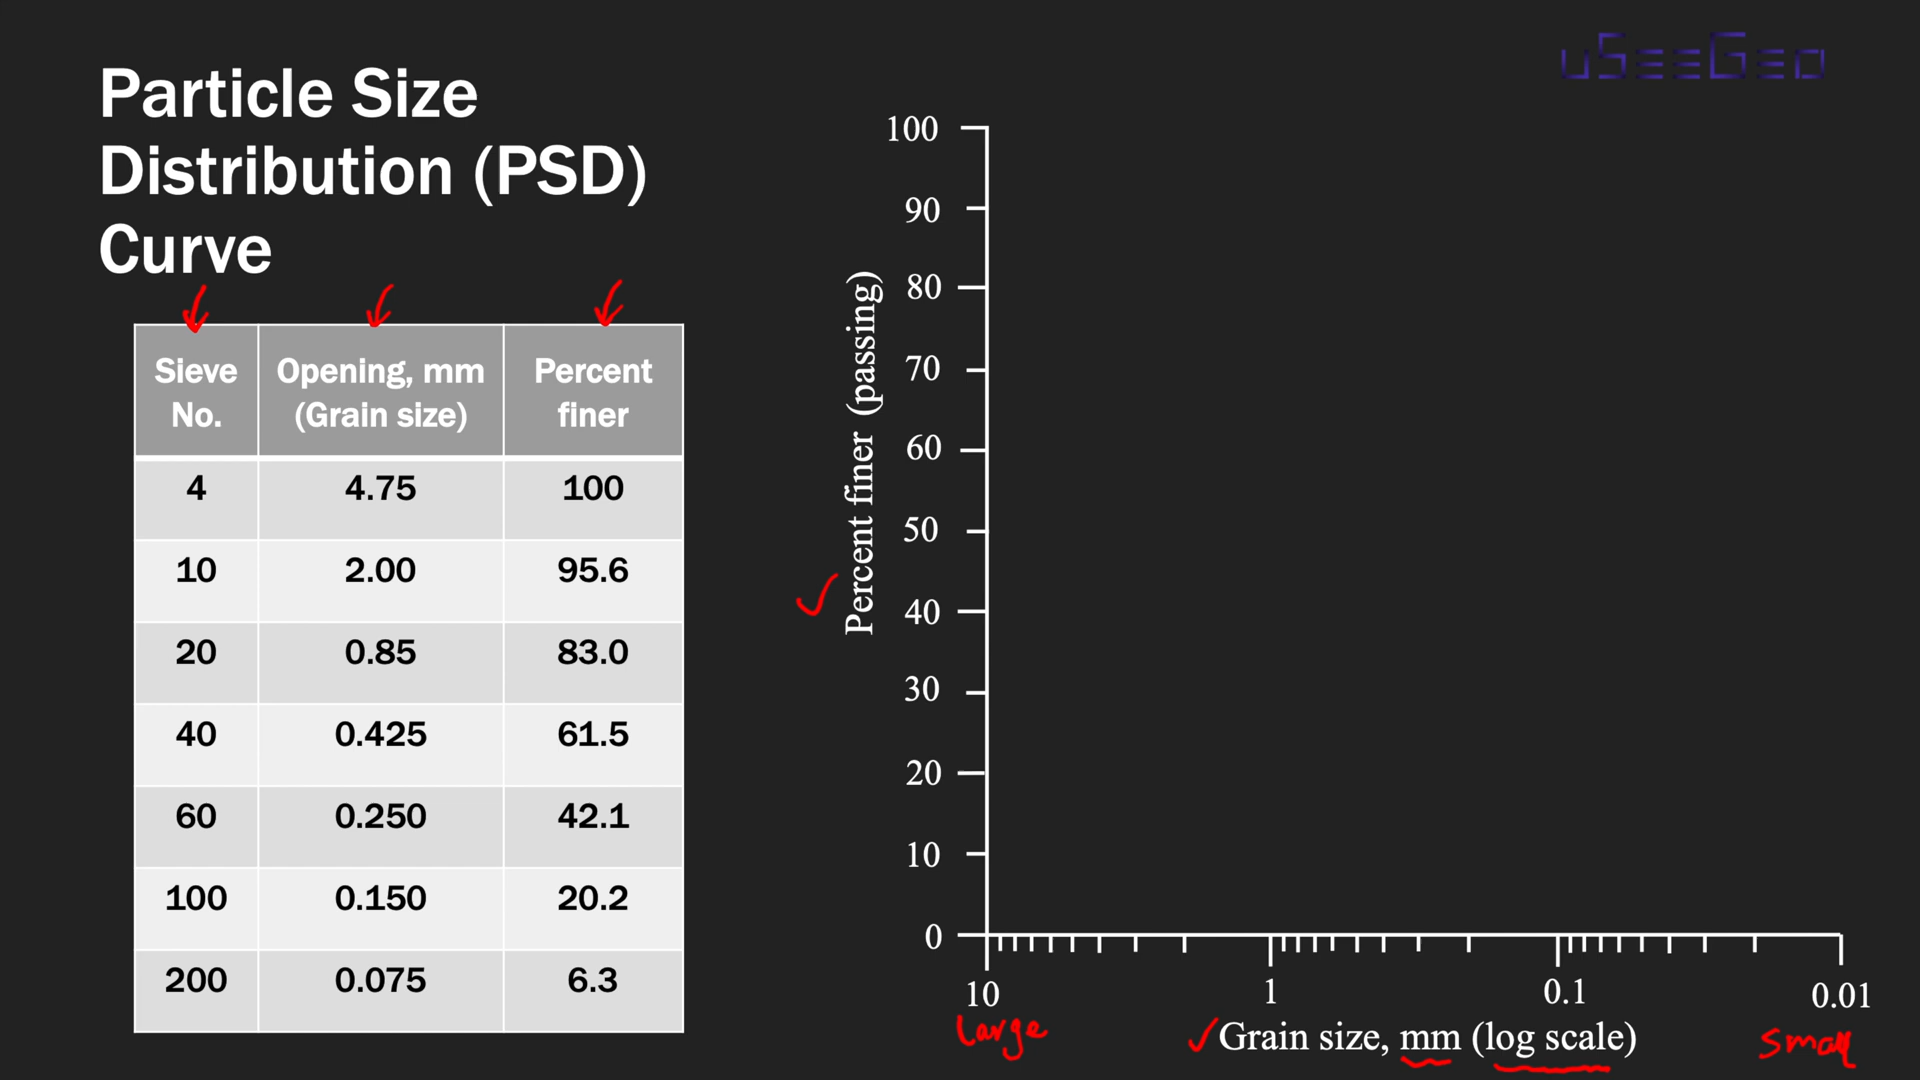 uSeeGeo
Particle Size
Distribution (PSD)
Curve
Sieve No. Opening, mm (Grain size) Percent finer
4 4.75 100
10 2.00 95.6
20 0.85 83.0
40 0.425 61.5
60 0.250 42.1
100 0.150 20.2
200 0.075 6.3
Percent finer (passing)
100
90
80
70
60
50
40
30
20
10
0
10 1 0.1 0.01
large Grain size, mm (log scale) small